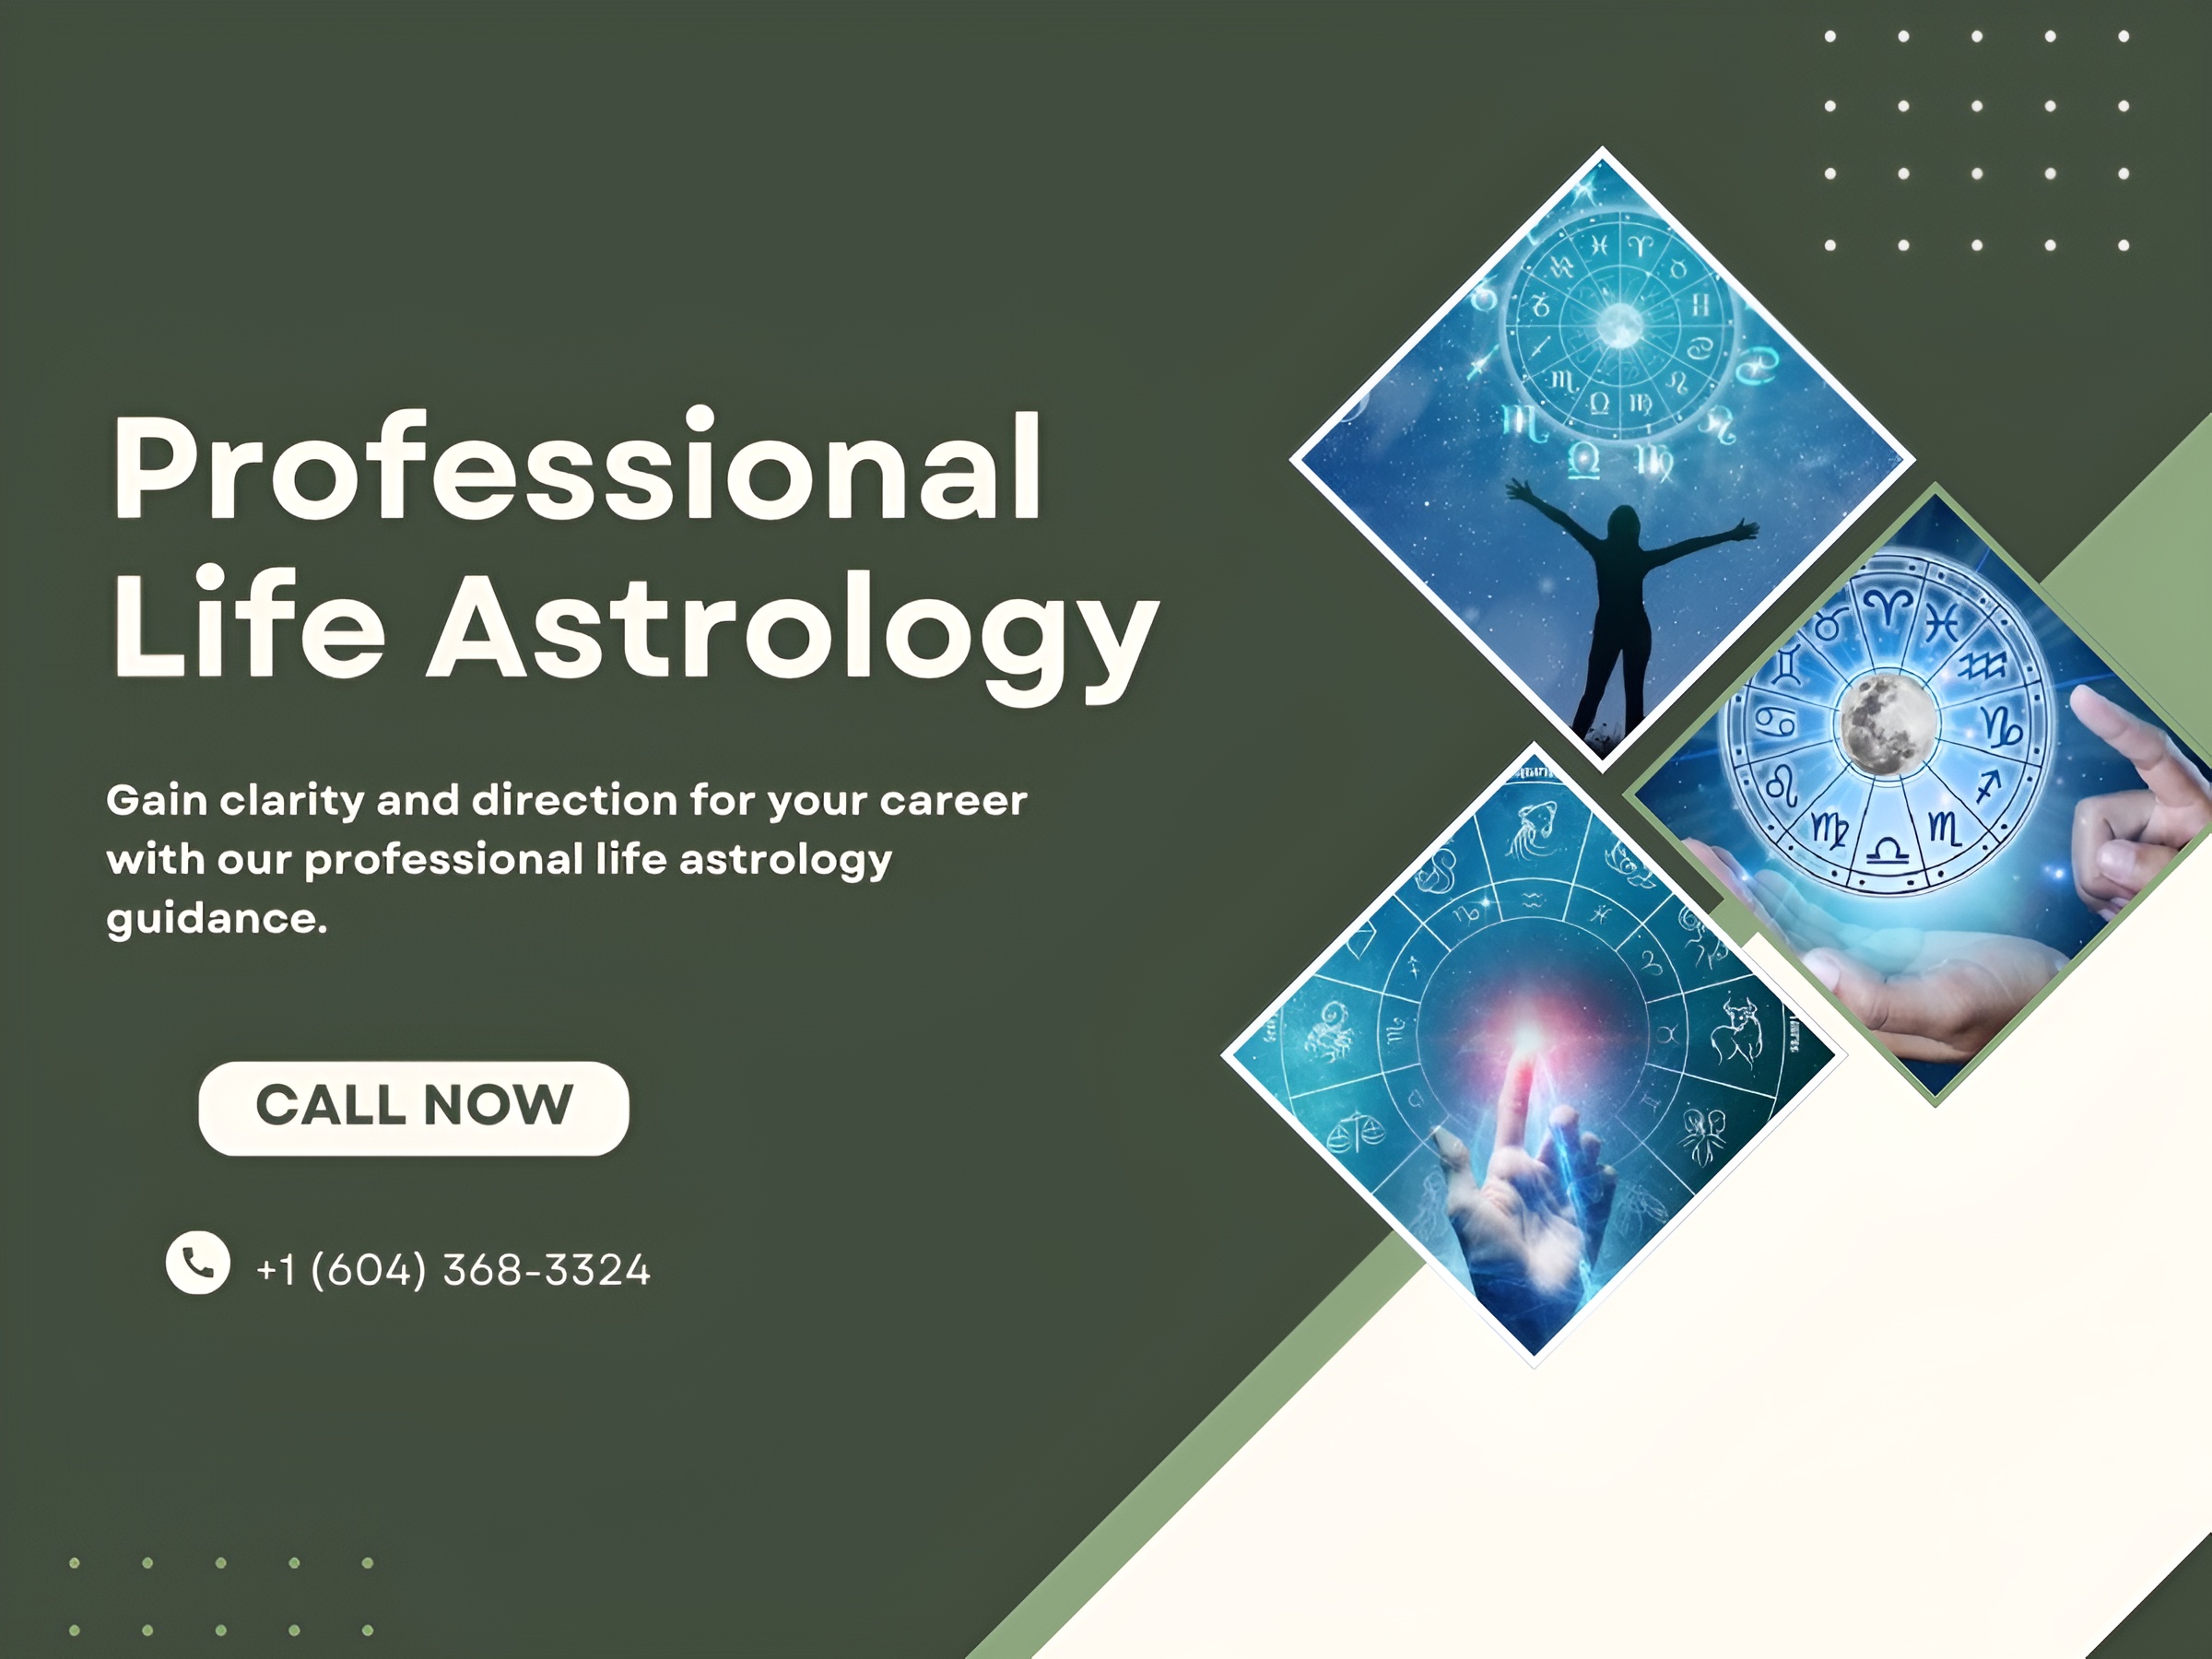 Professional
Life Astrology
Gain clarity and direction for your career
with our professional life astrology
guidance.
CALL NOW
+1 (604) 368-3324